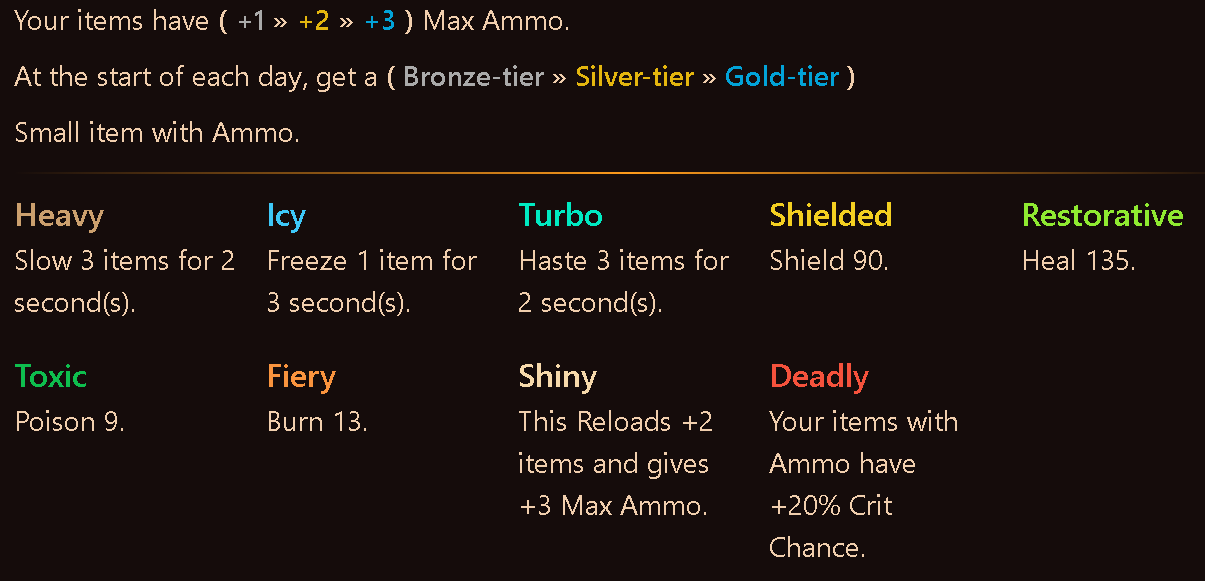 Your items have ( +1 » +2 » +3 ) Max Ammo.
At the start of each day, get a ( Bronze-tier » Silver-tier » Gold-tier )
Small item with Ammo.
Heavy
Slow 3 items for 2
second(s).
Icy
Freeze 1 item for
3 second(s).
Turbo
Haste 3 items for
2 second(s).
Shielded
Shield 90.
Restorative
Heal 135.
Toxic
Poison 9.
Fiery
Burn 13.
Shiny
This Reloads +2
items and gives
+3 Max Ammo.
Deadly
Your items with
Ammo have
+20% Crit
Chance.